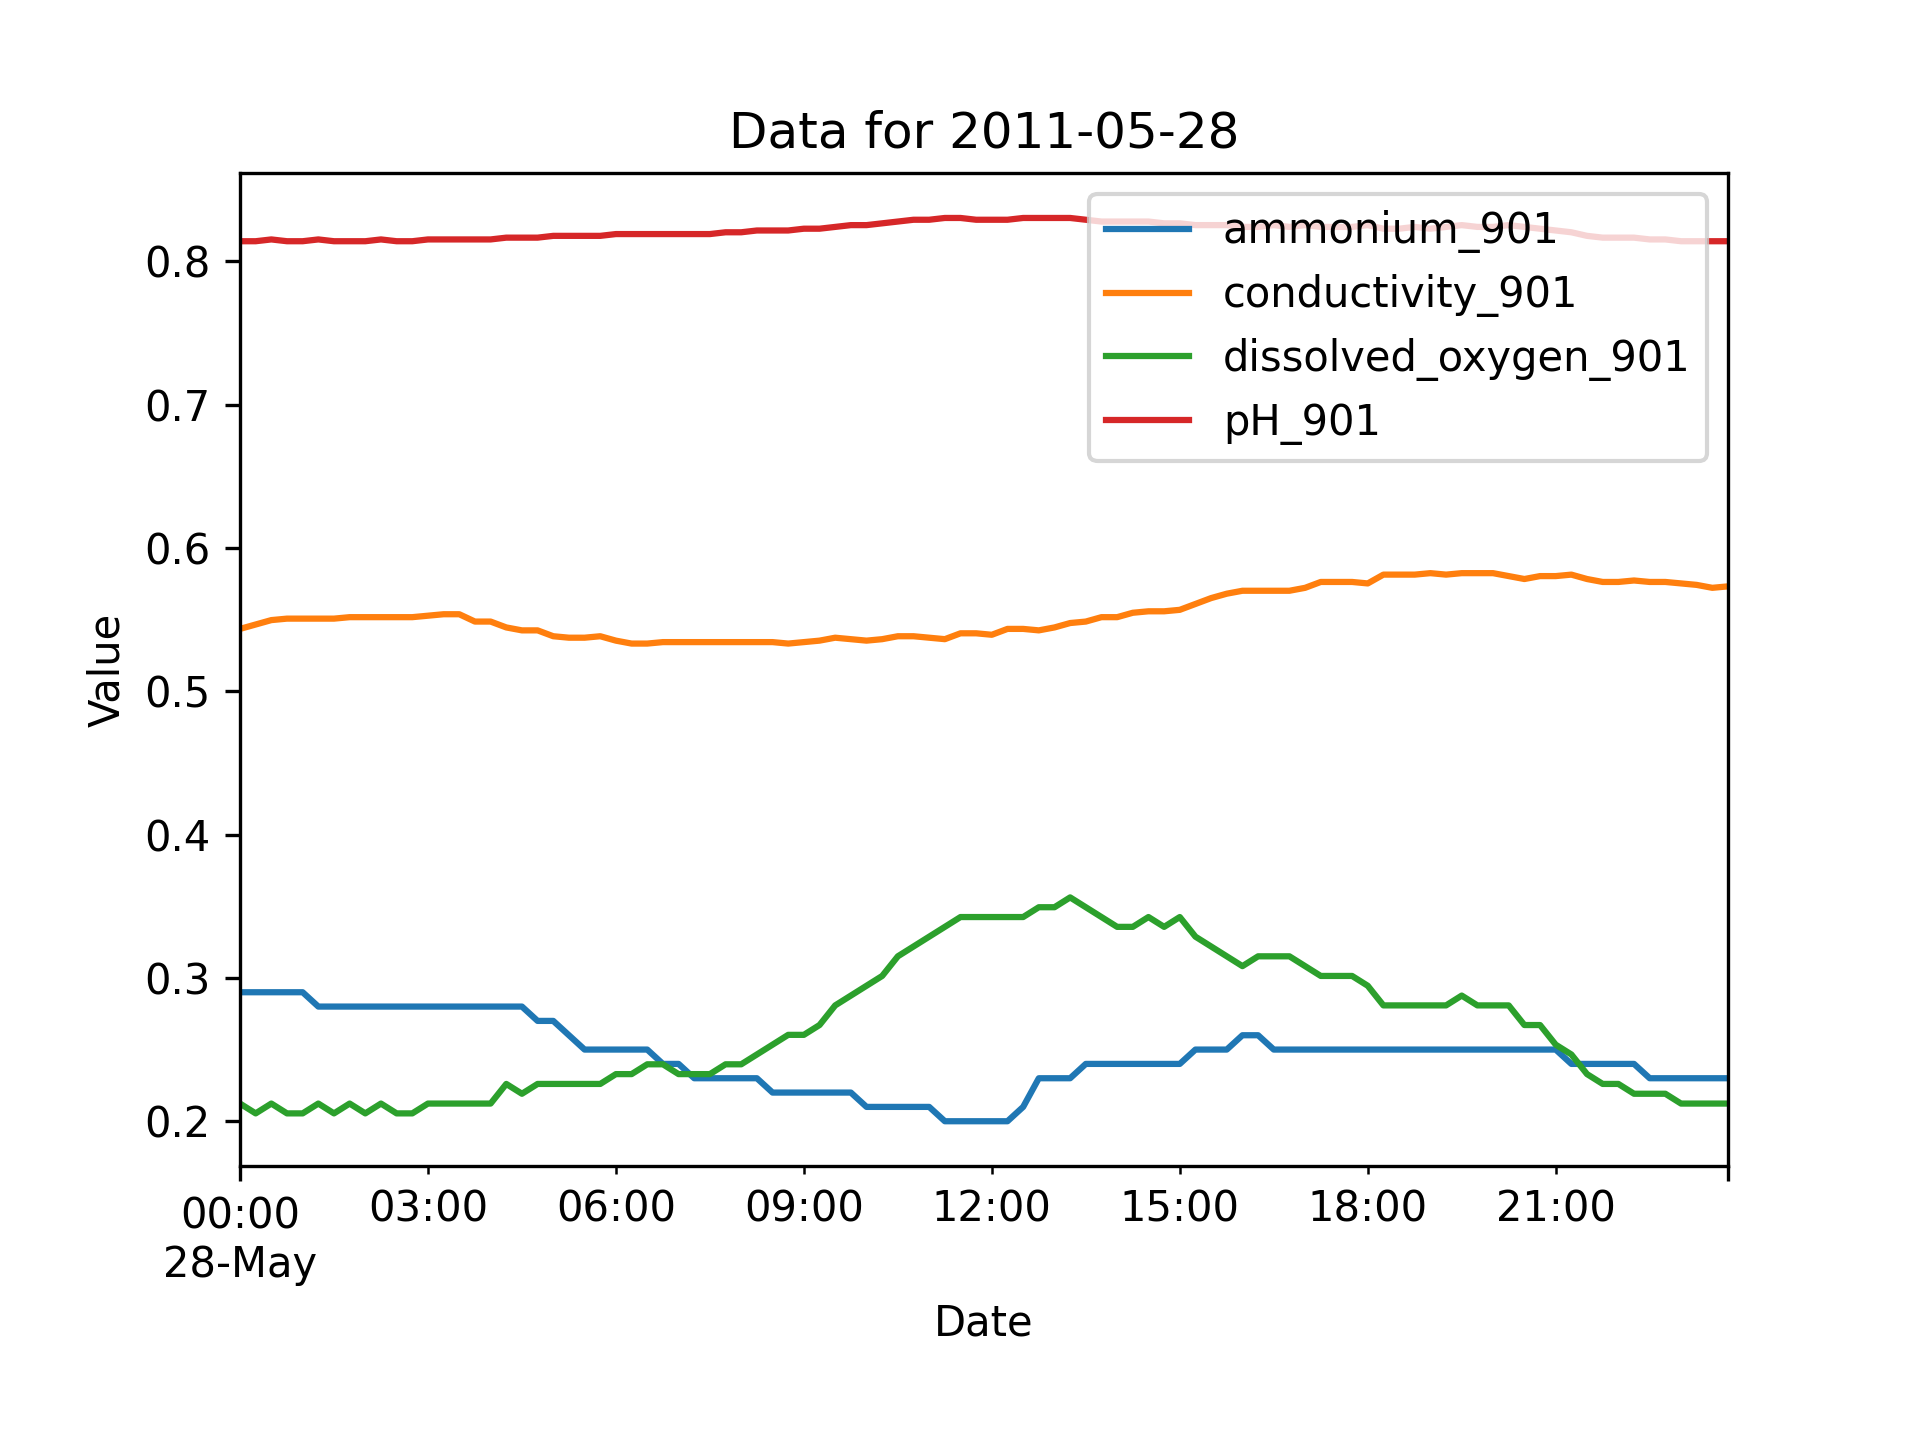 Data for 2011-05-28
ammonium_901
conductivity_901
dissolved_oxygen_901
pH_901
Value
0.8
0.7
0.6
0.5
0.4
0.3
0.2
00:00 03:00 06:00 09:00 12:00 15:00 18:00 21:00
28-May
Date